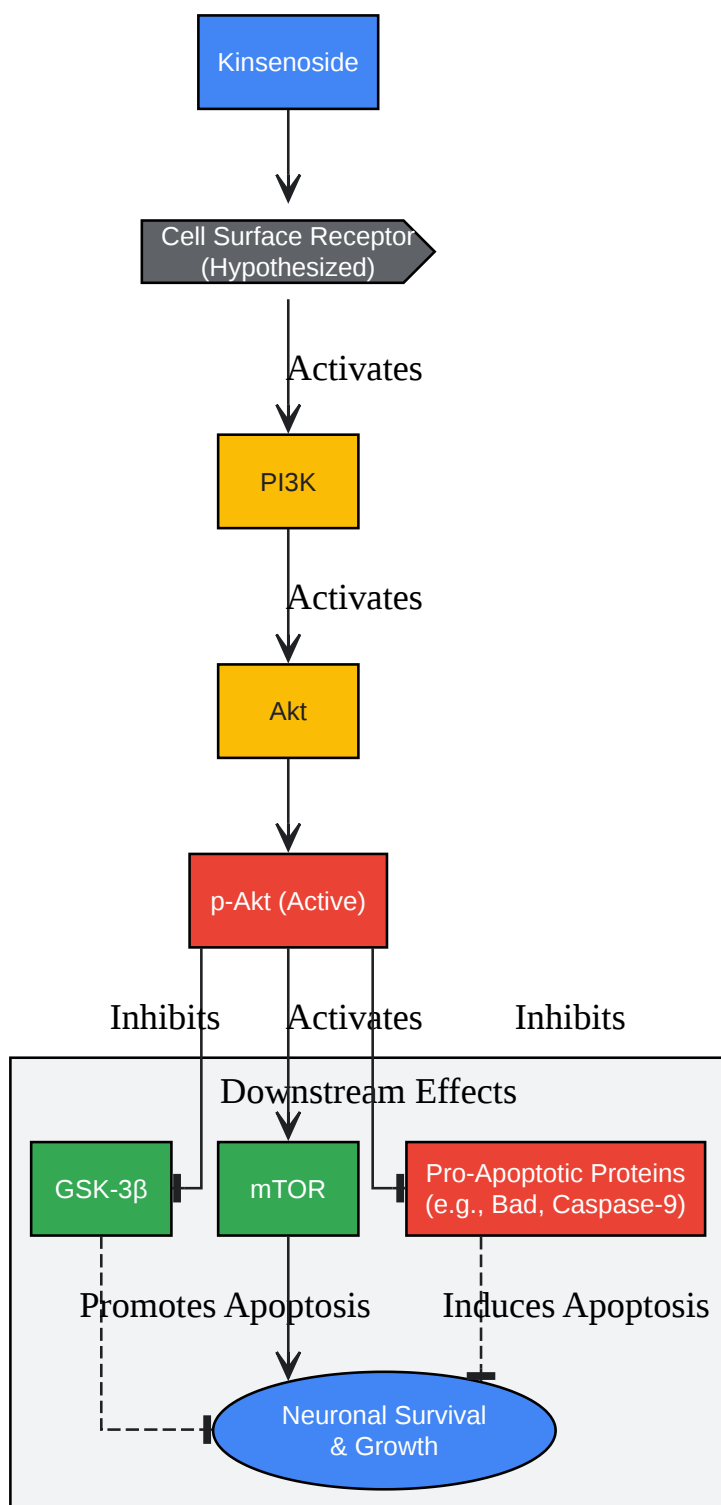 Kinsenoside
Cell Surface Receptor
(Hypothesized)
Activates
PI3K
Activates
Akt
p-Akt (Active)
Inhibits
Activates
Inhibits
Downstream Effects
GSK-3β
mTOR
Pro-Apoptotic Proteins
(e.g., Bad, Caspase-9)
Promotes Apoptosis
Induces Apoptosis
Neuronal Survival
& Growth